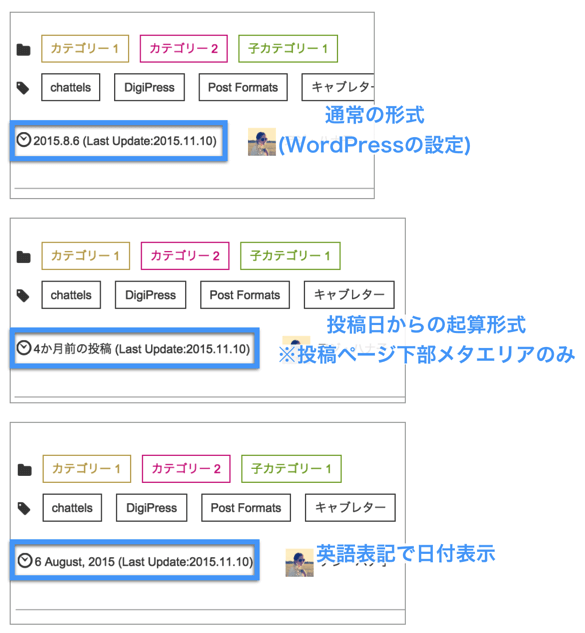 カテゴリー 1 カテゴリー 2 子カテゴリー 1
chattels DigiPress Post Formats キャブレター
2015.8.6 (Last Update:2015.11.10)
通常の形式
(WordPressの設定)
カテゴリー 1 カテゴリー 2 子カテゴリー 1
chattels DigiPress Post Formats キャブレター
4か月前の投稿 (Last Update:2015.11.10)
投稿日からの起算形式
※投稿ページ下部メタエリアのみ
カテゴリー 1 カテゴリー 2 子カテゴリー 1
chattels DigiPress Post Formats キャブレター
6 August, 2015 (Last Update:2015.11.10)
英語表記で日付表示